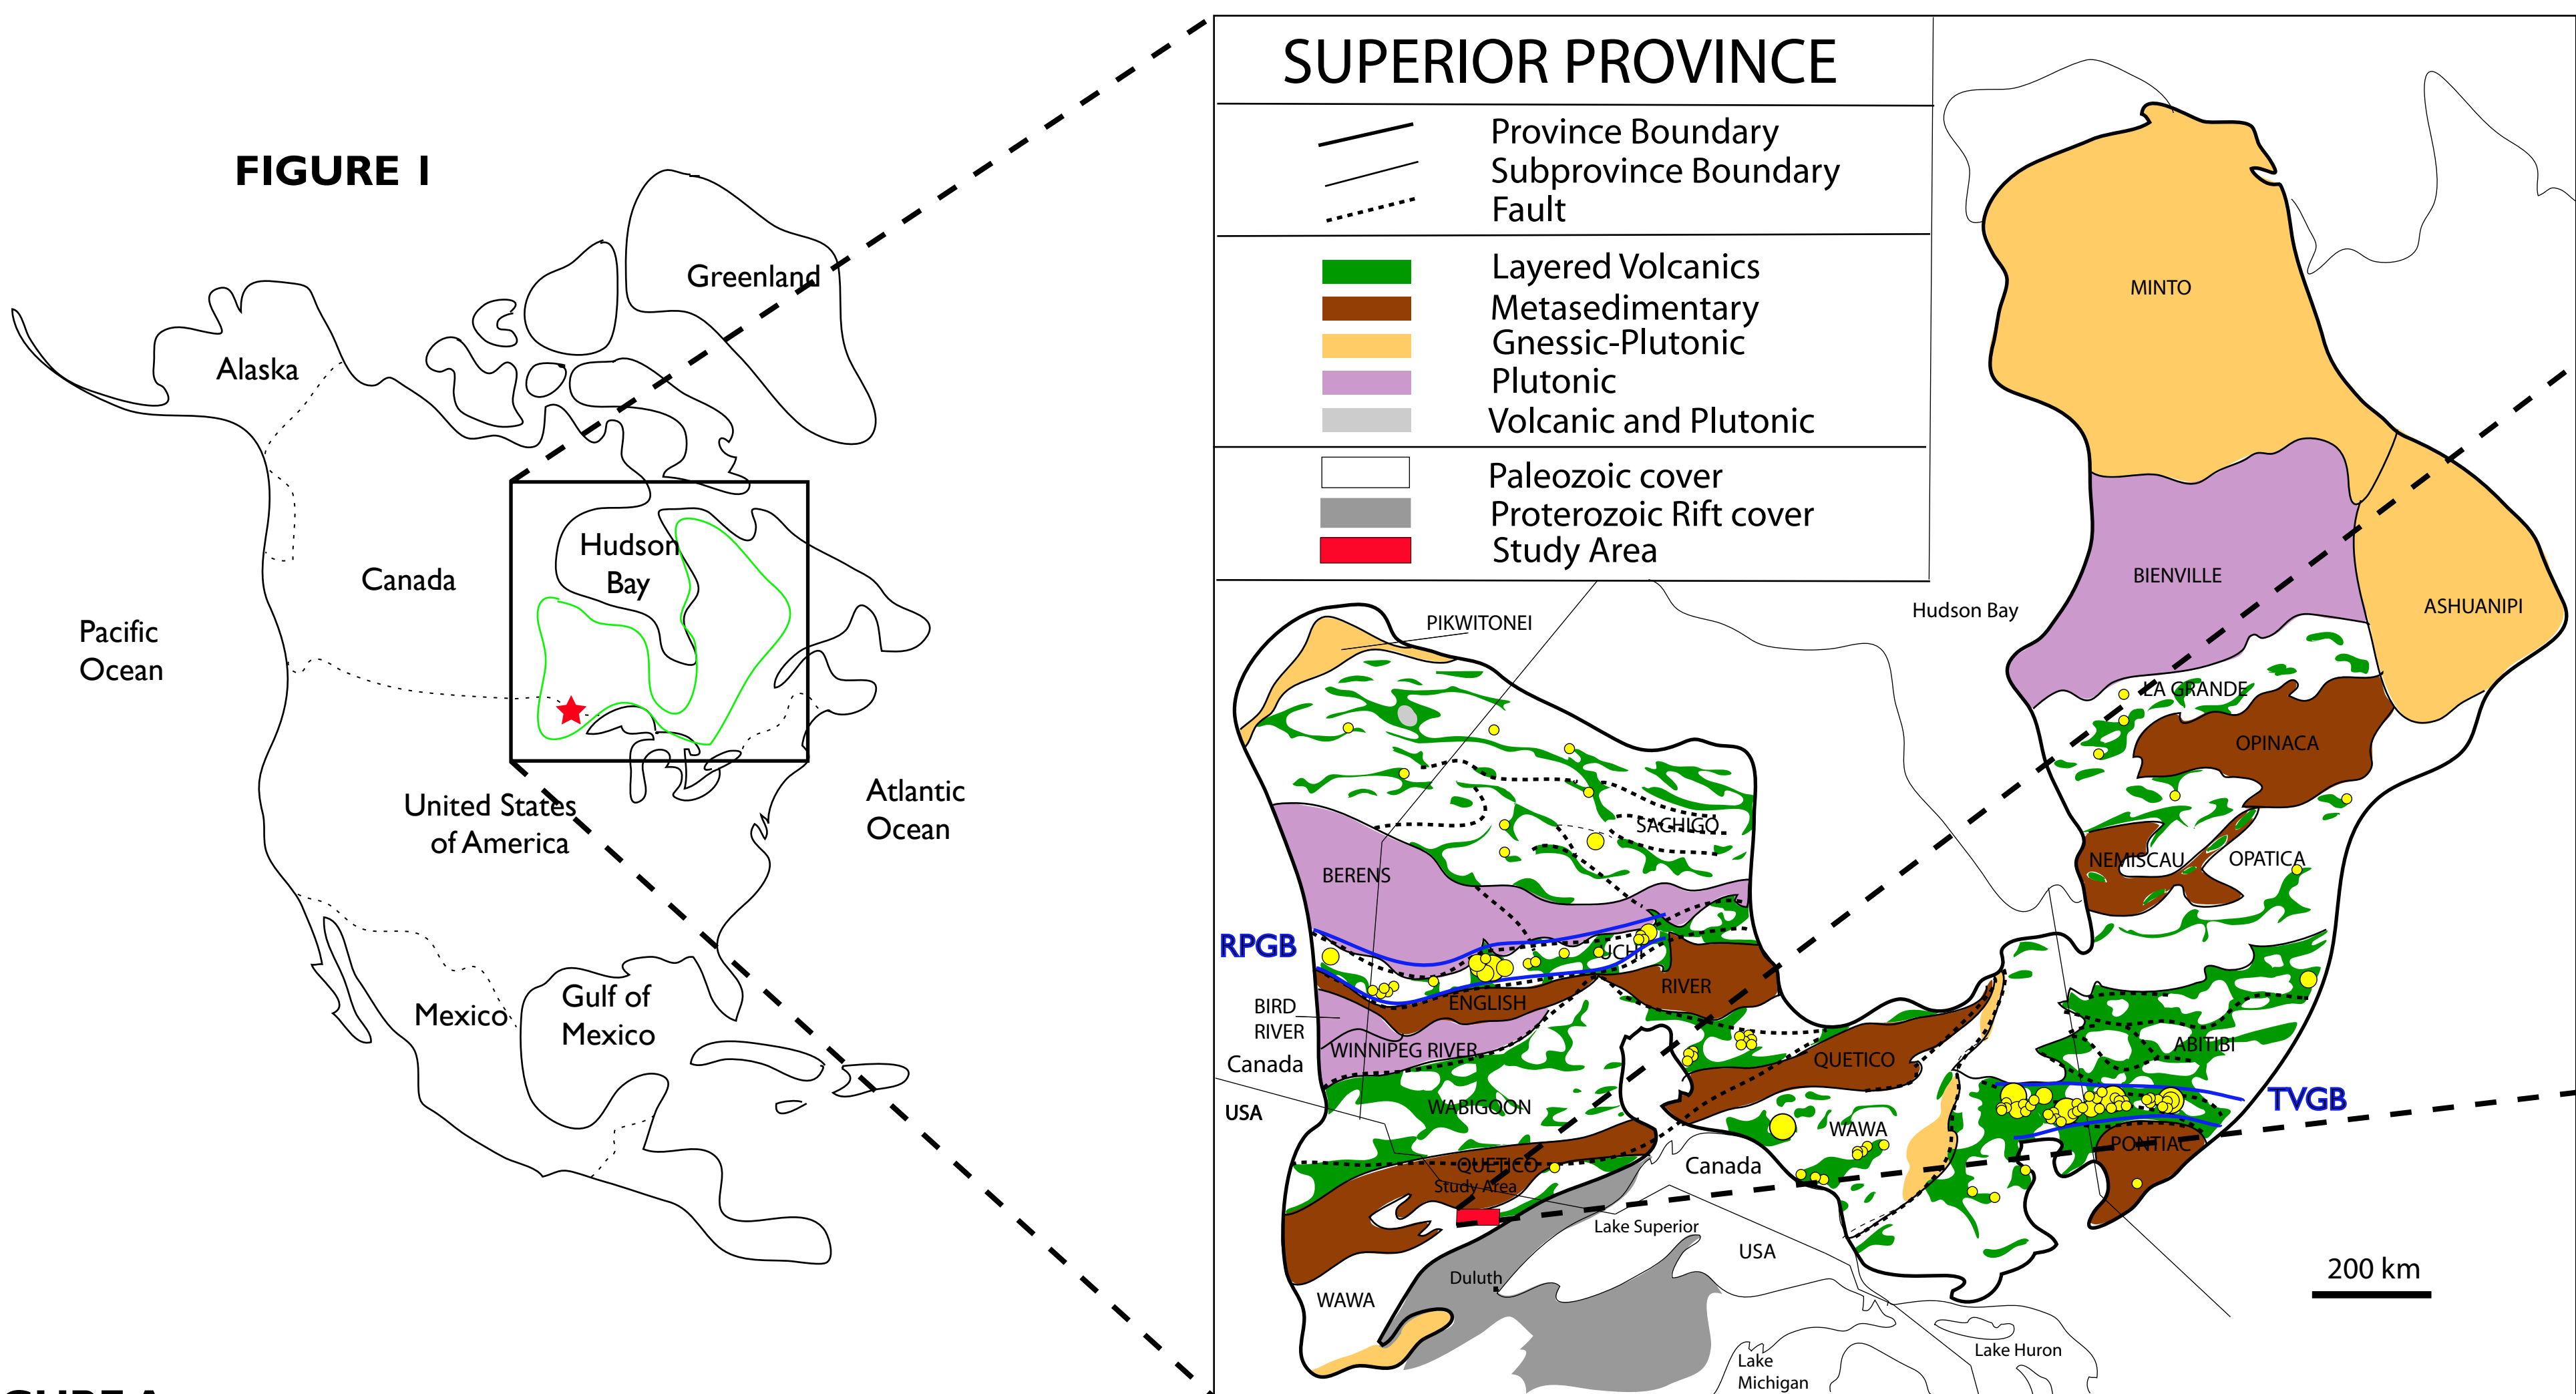 FIGURE 1
Greenland
Alaska
Hudson
Bay
Canada
Pacific
Ocean
United States
of America
Atlantic
Ocean
Mexico
Gulf of
Mexico
SUPERIOR PROVINCE
Province Boundary
Subprovince Boundary
Fault
Layered Volcanics
Metasedimentary
Gnessic-Plutonic
Plutonic
Volcanic and Plutonic
Paleozoic cover
Proterozoic Rift cover
Study Area
MINTO
BIENVILLE
ASHUANIPI
Hudson Bay
PIKWITONEI
LA GRANDE
OPINACA
SACHIGO
NEMISCAU
OPATICA
BERENS
RPGB
UCHI
ENGLISH
RIVER
BIRD
RIVER
WINNIPEG RIVER
Canada
USA
WABIGOON
QUETICO
ABITIBI
TVGB
WAWA
PONTIAC
QUETICO
Study Area
Canada
Lake Superior
USA
Duluth
WAWA
200 km
Lake Huron
Lake
Michigan